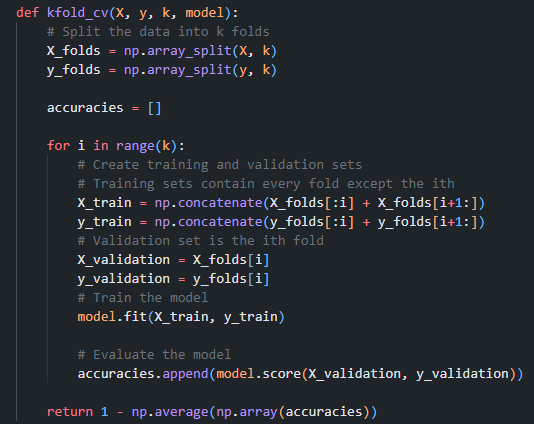 def kfold_cv(X, y, k, model):
    # Split the data into k folds
    X_folds = np.array_split(X, k)
    y_folds = np.array_split(y, k)

    accuracies = []

    for i in range(k):
        # Create training and validation sets
        # Training sets contain every fold except the ith
        X_train = np.concatenate(X_folds[:i] + X_folds[i+1:])
        y_train = np.concatenate(y_folds[:i] + y_folds[i+1:])
        # Validation set is the ith fold
        X_validation = X_folds[i]
        y_validation = y_folds[i]
        # Train the model
        model.fit(X_train, y_train)

        # Evaluate the model
        accuracies.append(model.score(X_validation, y_validation))

    return 1 - np.average(np.array(accuracies))